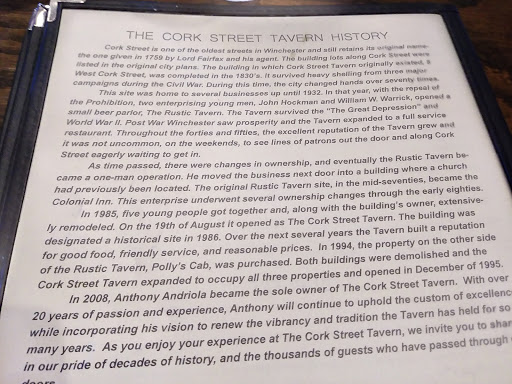 THE CORK STREET TAVERN HISTORY
Cork Street is one of the oldest streets in Winchester and still retains its original name-
the one given in 1759 by Lord Fairfax and his agent. The building lots along Cork Street were
listed in the original city plans. The building in which Cork Street Tavern originally existed, 8
West Cork Street, was completed in the 1830's. It survived heavy shelling from three major
campaigns during the Civil War. During this time, the city changed hands over seventy times.
This site was home to several businesses up until 1932. In that year, with the repeal of
the Prohibition, two enterprising young men, John Hockman and William W. Warrick, opened a
small beer parlor, The Rustic Tavern. The Tavern survived the "The Great Depression" and
World War II. Post War Winchester saw prosperity and the Tavern expanded to a full service
restaurant. Throughout the forties and fifties, the excellent reputation of the Tavern grew and
it was not uncommon, on the weekends, to see lines of patrons out the door and along Cork
Street eagerly waiting to get in.
As time passed, there were changes in ownership, and eventually the Rustic Tavern be-
came a one-man operation. He moved the business next door into a building where a church
had previously been located. The original Rustic Tavern site, in the mid-seventies, became the
Colonial Inn. This enterprise underwent several ownership changes through the early eighties.
In 1985, five young people got together and, along with the building's owner, extensive-
ly remodeled. On the 19th of August it opened as The Cork Street Tavern. The building was
designated a historical site in 1986. Over the next several years the Tavern built a reputation
for good food, friendly service, and reasonable prices. In 1994, the property on the other side
of the Rustic Tavern, Polly's Cab, was purchased. Both buildings were demolished and the
Cork Street Tavern expanded to occupy all three properties and opened in December of 1995.
In 2008, Anthony Andriola became the sole owner of The Cork Street Tavern. With over
20 years of passion and experience, Anthony will continue to uphold the custom of excellence
while incorporating his vision to renew the vibrancy and tradition the Tavern has held for so
many years. As you enjoy your experience at The Cork Street Tavern, we invite you to share
in our pride of decades of history, and the thousands of guests who have passed through
doors.